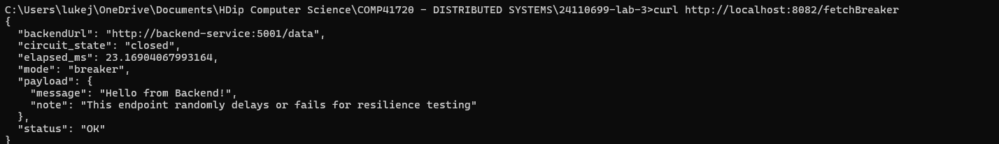 C:\Users\lukej\OneDrive\Documents\HDip Computer Science\COMP41720 - DISTRIBUTED SYSTEMS\24110699-lab-3>curl http://localhost:8082/fetchBreaker
{
  "backendUrl": "http://backend-service:5001/data",
  "circuit_state": "closed",
  "elapsed_ms": 23.16904067993164,
  "mode": "breaker",
  "payload": {
    "message": "Hello from Backend!",
    "note": "This endpoint randomly delays or fails for resilience testing"
  },
  "status": "OK"
}